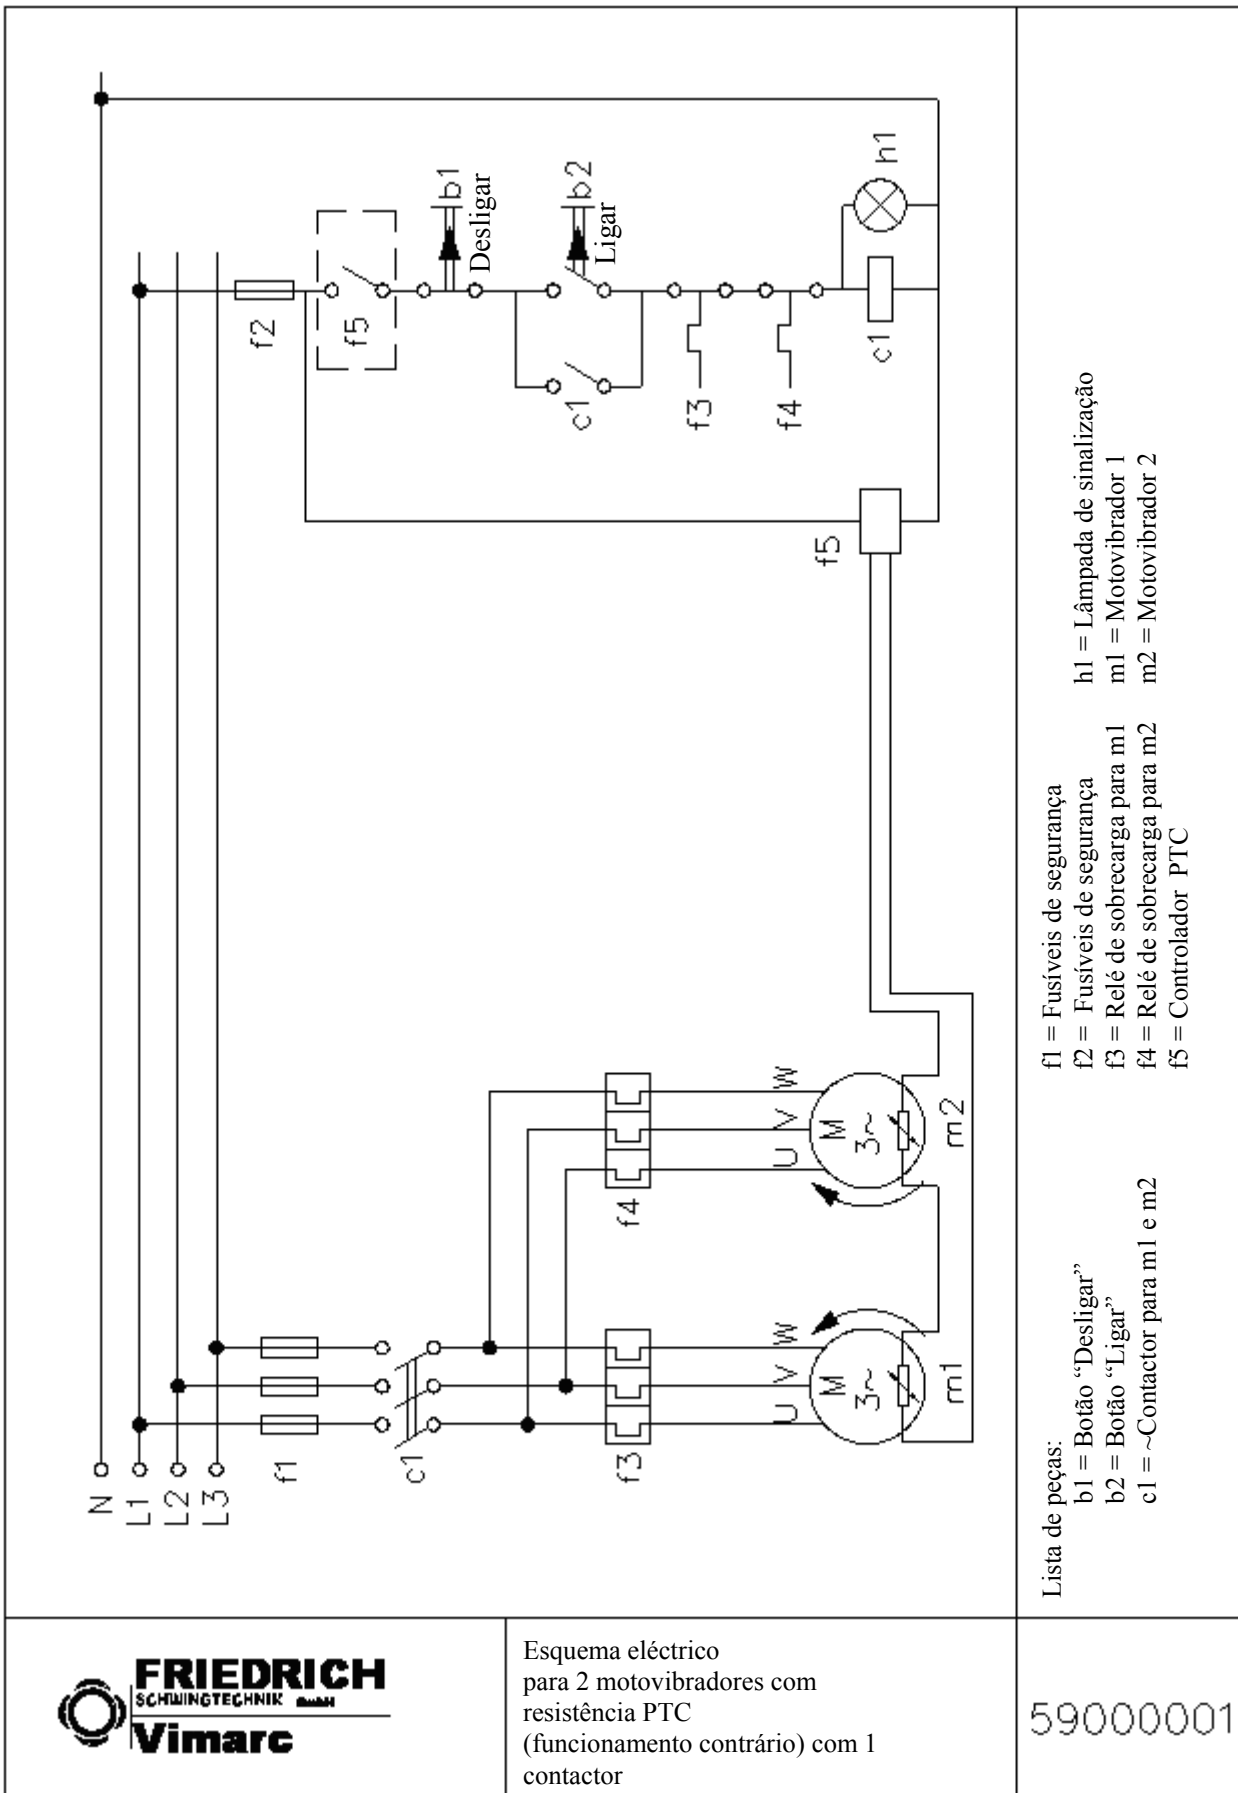 N
L1
L2
L3
f1
c1
f3
U V W
M
3~
m1
f4
U V W
M
3~
m2
f5
f2
f5
b1
Desligar
c1
b2
Ligar
f3
f4
c1
h1
Lista de peças:
b1 = Botão “Desligar”
b2 = Botão “Ligar”
c1 = ~Contactor para m1 e m2
f1 = Fusíveis de segurança
f2 = Fusíveis de segurança
f3 = Relé de sobrecarga para m1
f4 = Relé de sobrecarga para m2
f5 = Controlador PTC
h1 = Lâmpada de sinalização
m1 = Motovibrador 1
m2 = Motovibrador 2
FRIEDRICH
SCHWINGTECHNIK GmbH
Vimarc
Esquema eléctrico
para 2 motovibradores com
resistência PTC
(funcionamento contrário) com 1
contactor
59000001